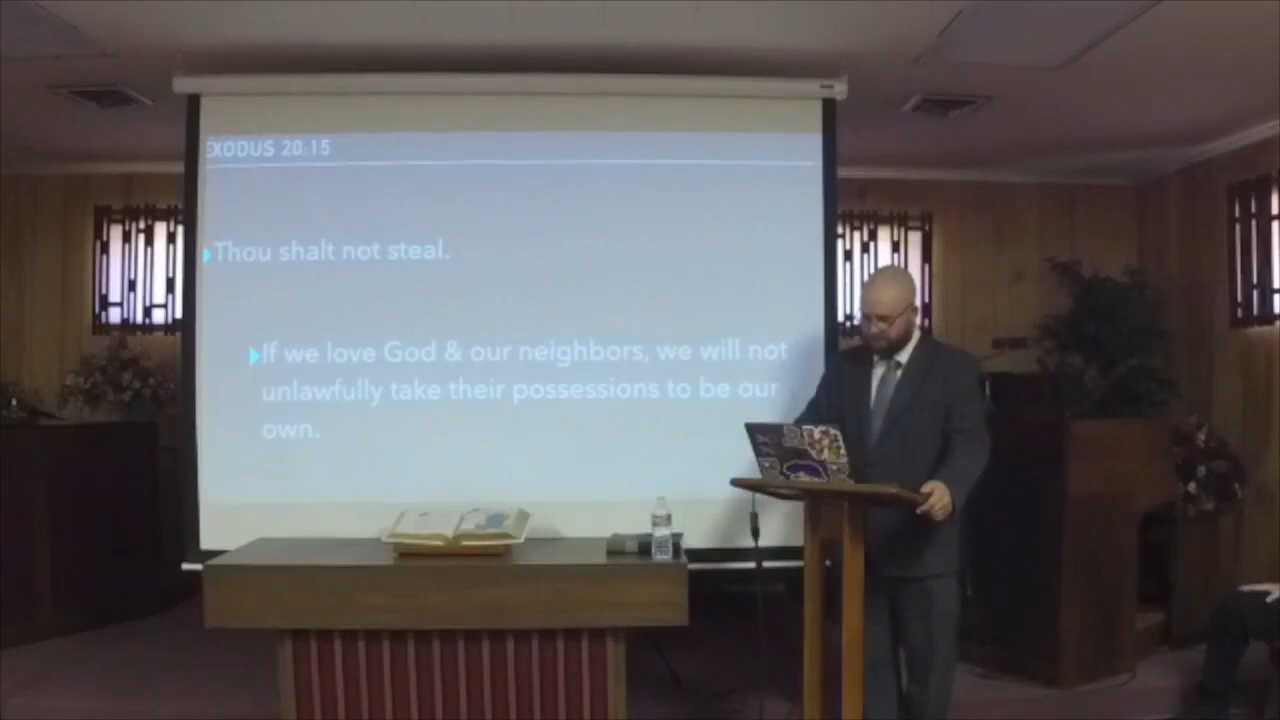 EXODUS 20:15
Thou shalt not steal.
If we love God & our neighbors, we will not
unlawfully take their possessions to be our
own.